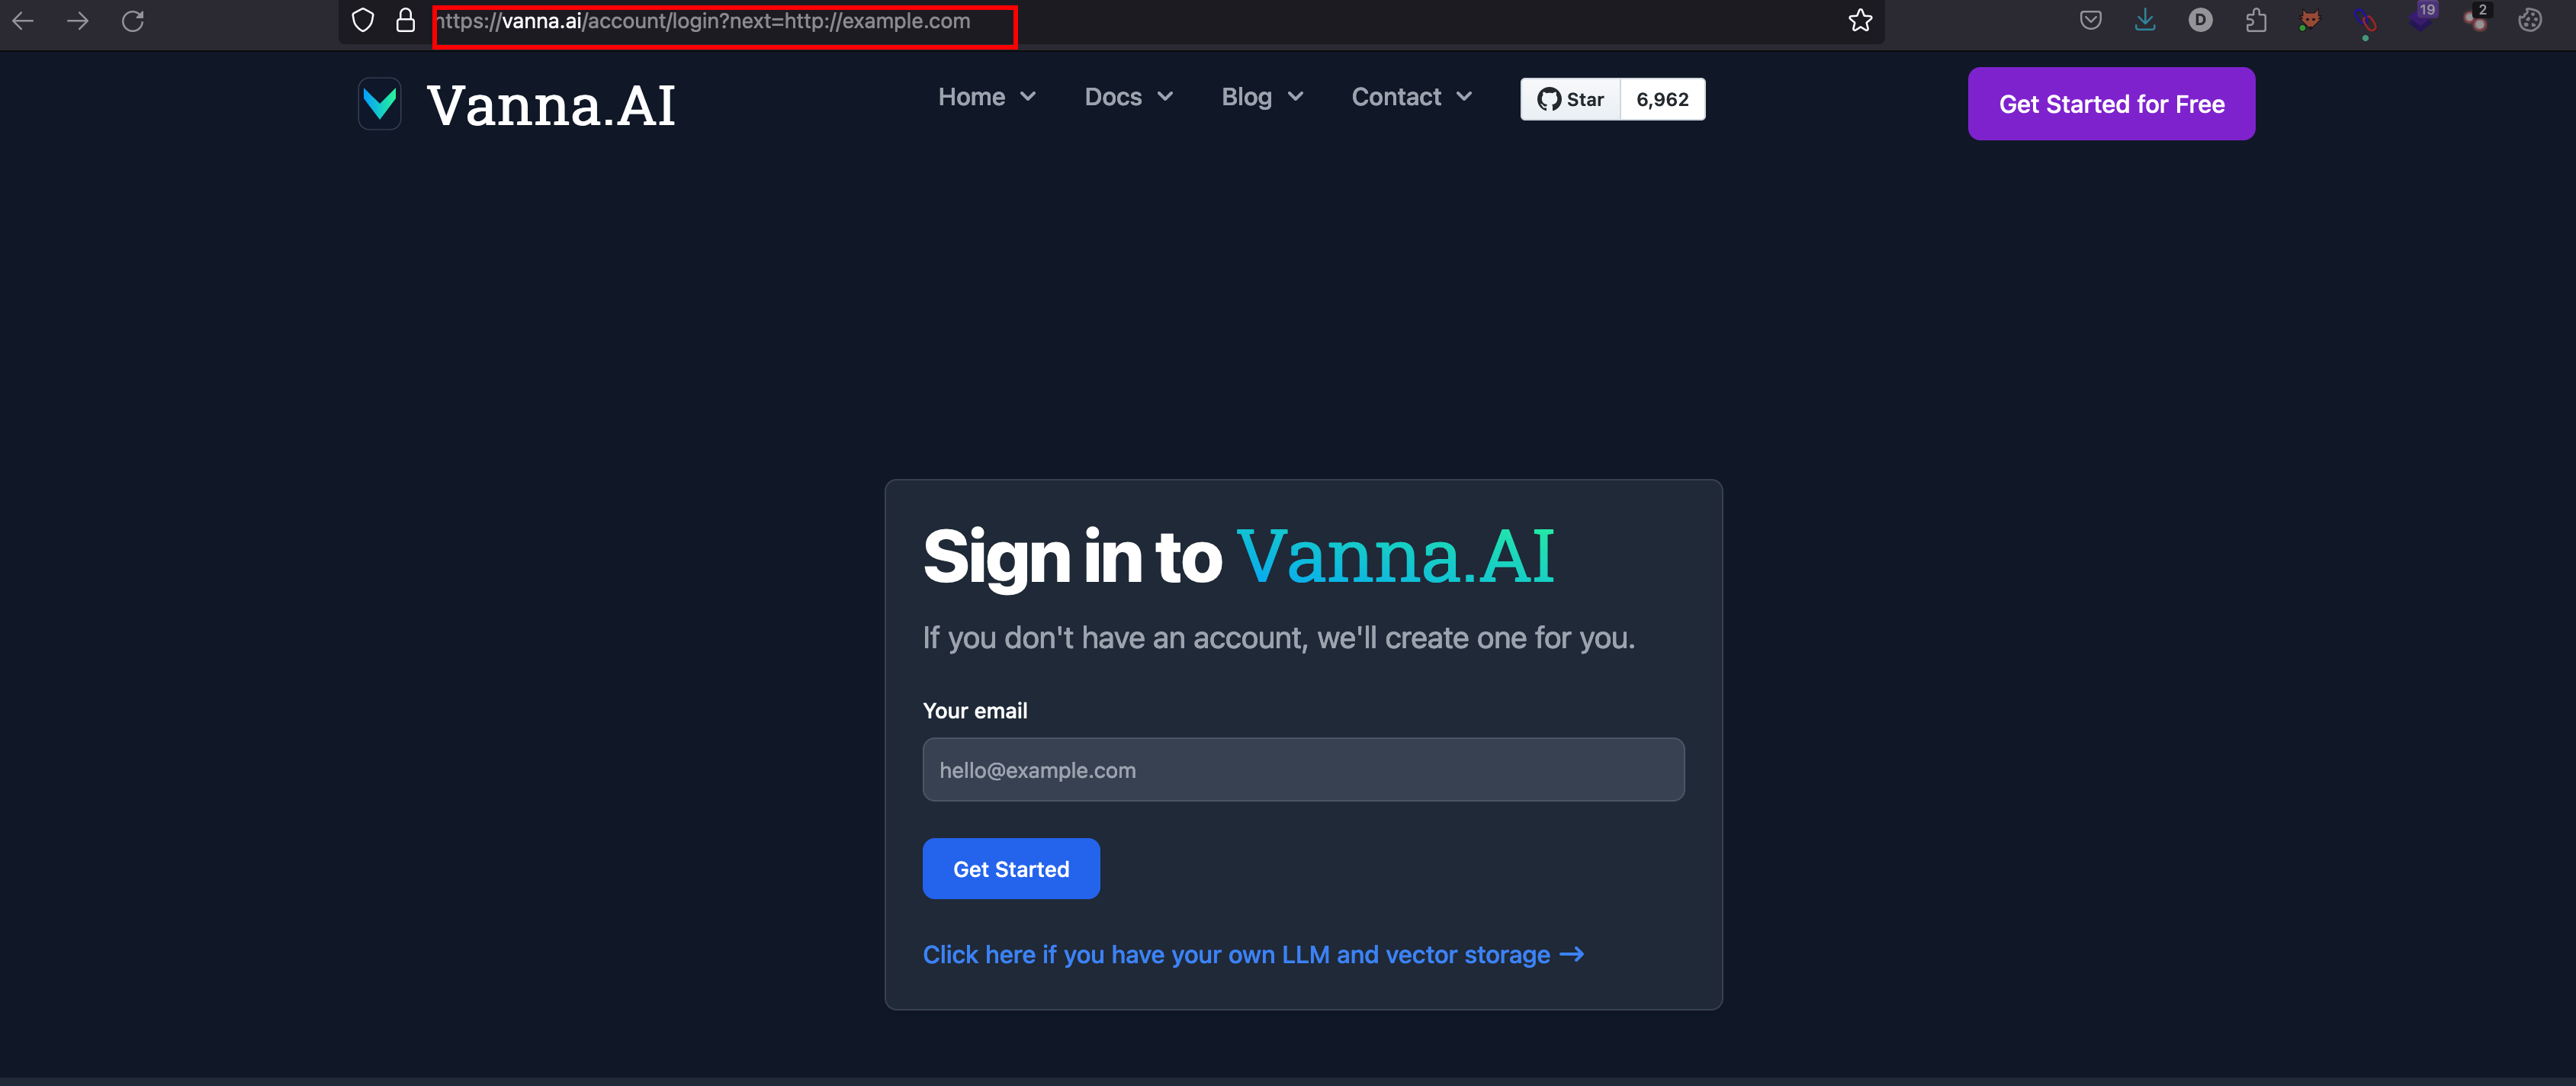 https://vanna.ai/account/login?next=http://example.com
D
19
2
Vanna.AI
Home
Docs
Blog
Contact
Star
6,962
Get Started for Free
Sign in to Vanna.AI
If you don't have an account, we'll create one for you.
Your email
hello@example.com
Get Started
Click here if you have your own LLM and vector storage →